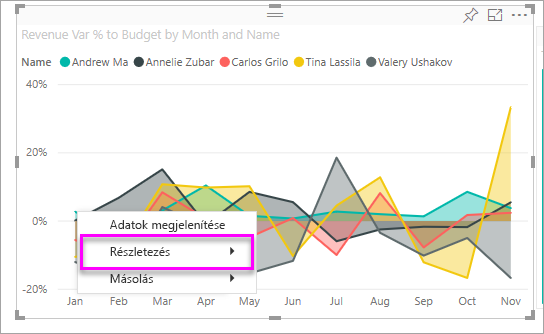 Revenue Var % to Budget by Month and Name
Name Andrew Ma Annelie Zubar Carlos Grilo Tina Lassila Valery Ushakov
40%
20%
0%
-20%
Adatok megjelenítése
Részletezés
Másolás
Jan Feb Mar Apr May Jun Jul Aug Sep Oct Nov